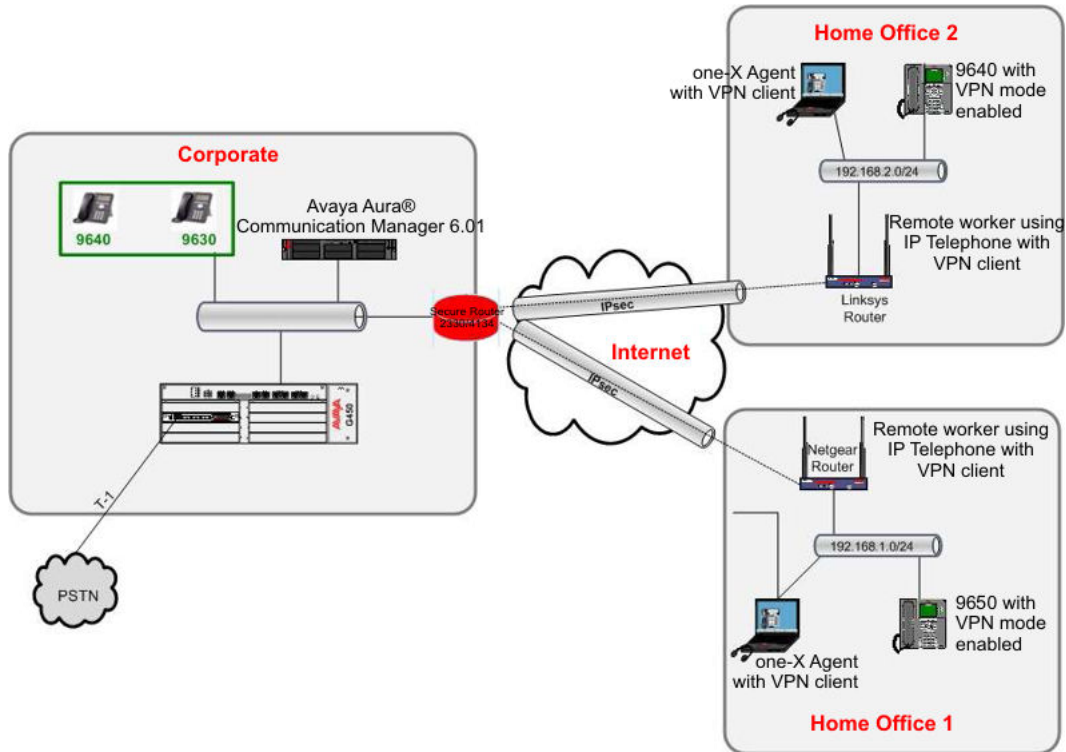 Home Office 2
one-X Agent
with VPN client
9640 with
VPN mode
enabled
192.168.2.0/24
Remote worker using
IP Telephone with
VPN client
Linksys
Router
Corporate
9640
9630
Avaya Aura®
Communication Manager 6.01
Secure Router
2330/4134
IPsec
Internet
IPsec
AVAYA
G450
T-1
PSTN
Netgear
Router
Remote worker using
IP Telephone with
VPN client
192.168.1.0/24
one-X Agent
with VPN client
9650 with
VPN mode
enabled
Home Office 1